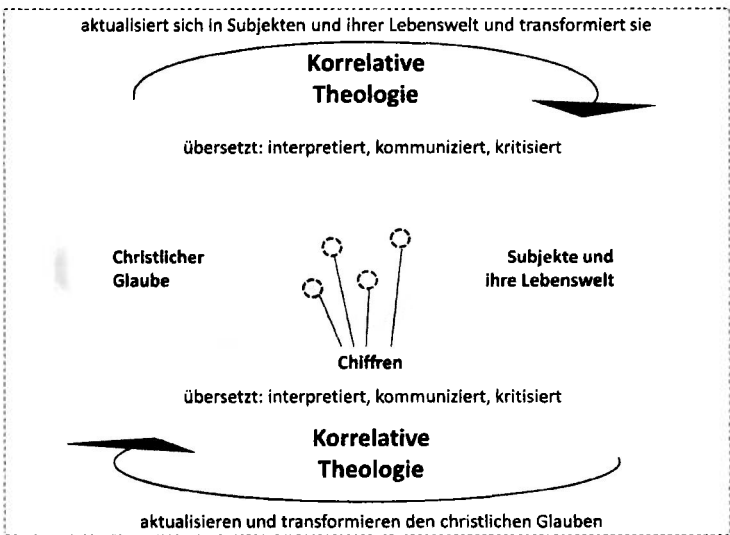 aktualisiert sich in Subjekten und ihrer Lebenswelt und transformiert sie
Korrelative
Theologie
übersetzt: interpretiert, kommuniziert, kritisiert
Christlicher
Glaube
Subjekte und
ihre Lebenswelt
Chiffren
übersetzt: interpretiert, kommuniziert, kritisiert
Korrelative
Theologie
aktualisieren und transformieren den christlichen Glauben